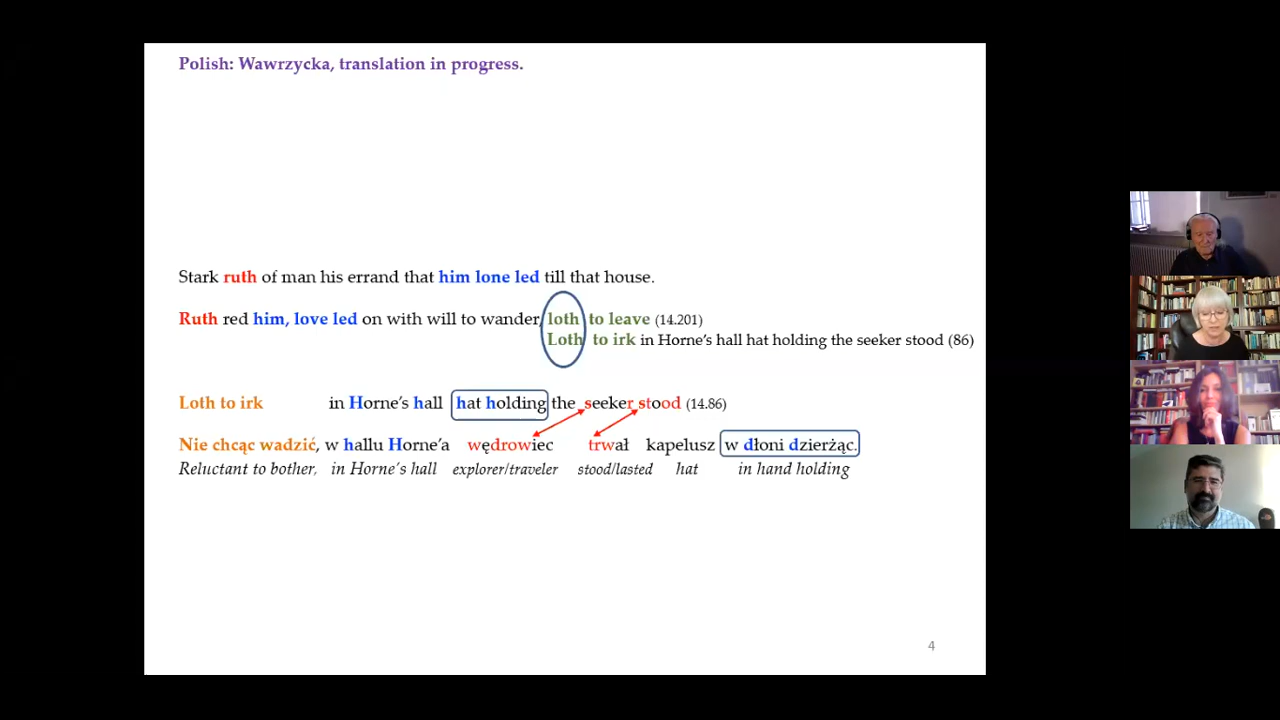 Polish: Wawrzycka, translation in progress.
Stark ruth of man his errand that him lone led till that house.
Ruth red him, love led on with will to wander, loth to leave (14.201)
Loth to irk in Horne’s hall hat holding the seeker stood (86)
Loth to irk in Horne’s hall hat holding the seeker stood (14.86)
Nie chcąc wadzić, w hallu Horne’a wędrowiec trwał kapelusz w dłoni dzierżąc.
Reluctant to bother, in Horne’s hall explorer/traveler stood/lasted hat in hand holding
4